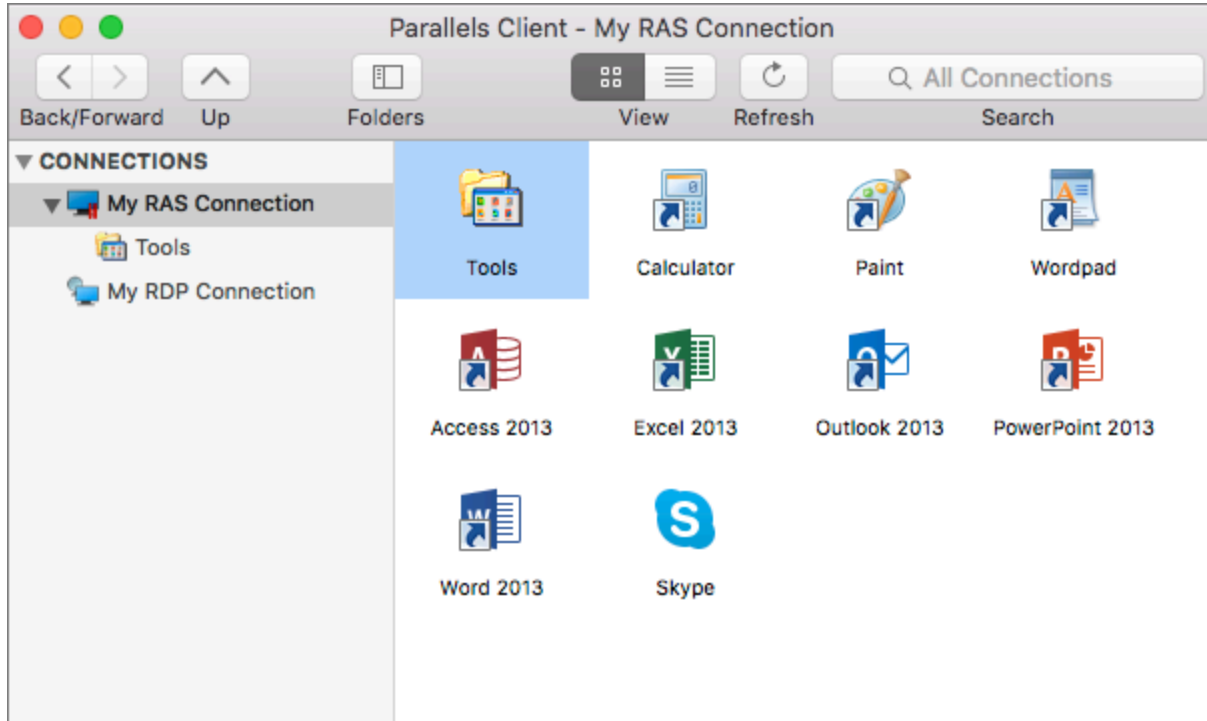 Parallels Client - My RAS Connection
All Connections
Back/Forward Up Folders View Refresh Search
CONNECTIONS
My RAS Connection
Tools
My RDP Connection
Tools Calculator Paint Wordpad
Access 2013 Excel 2013 Outlook 2013 PowerPoint 2013
Word 2013 Skype